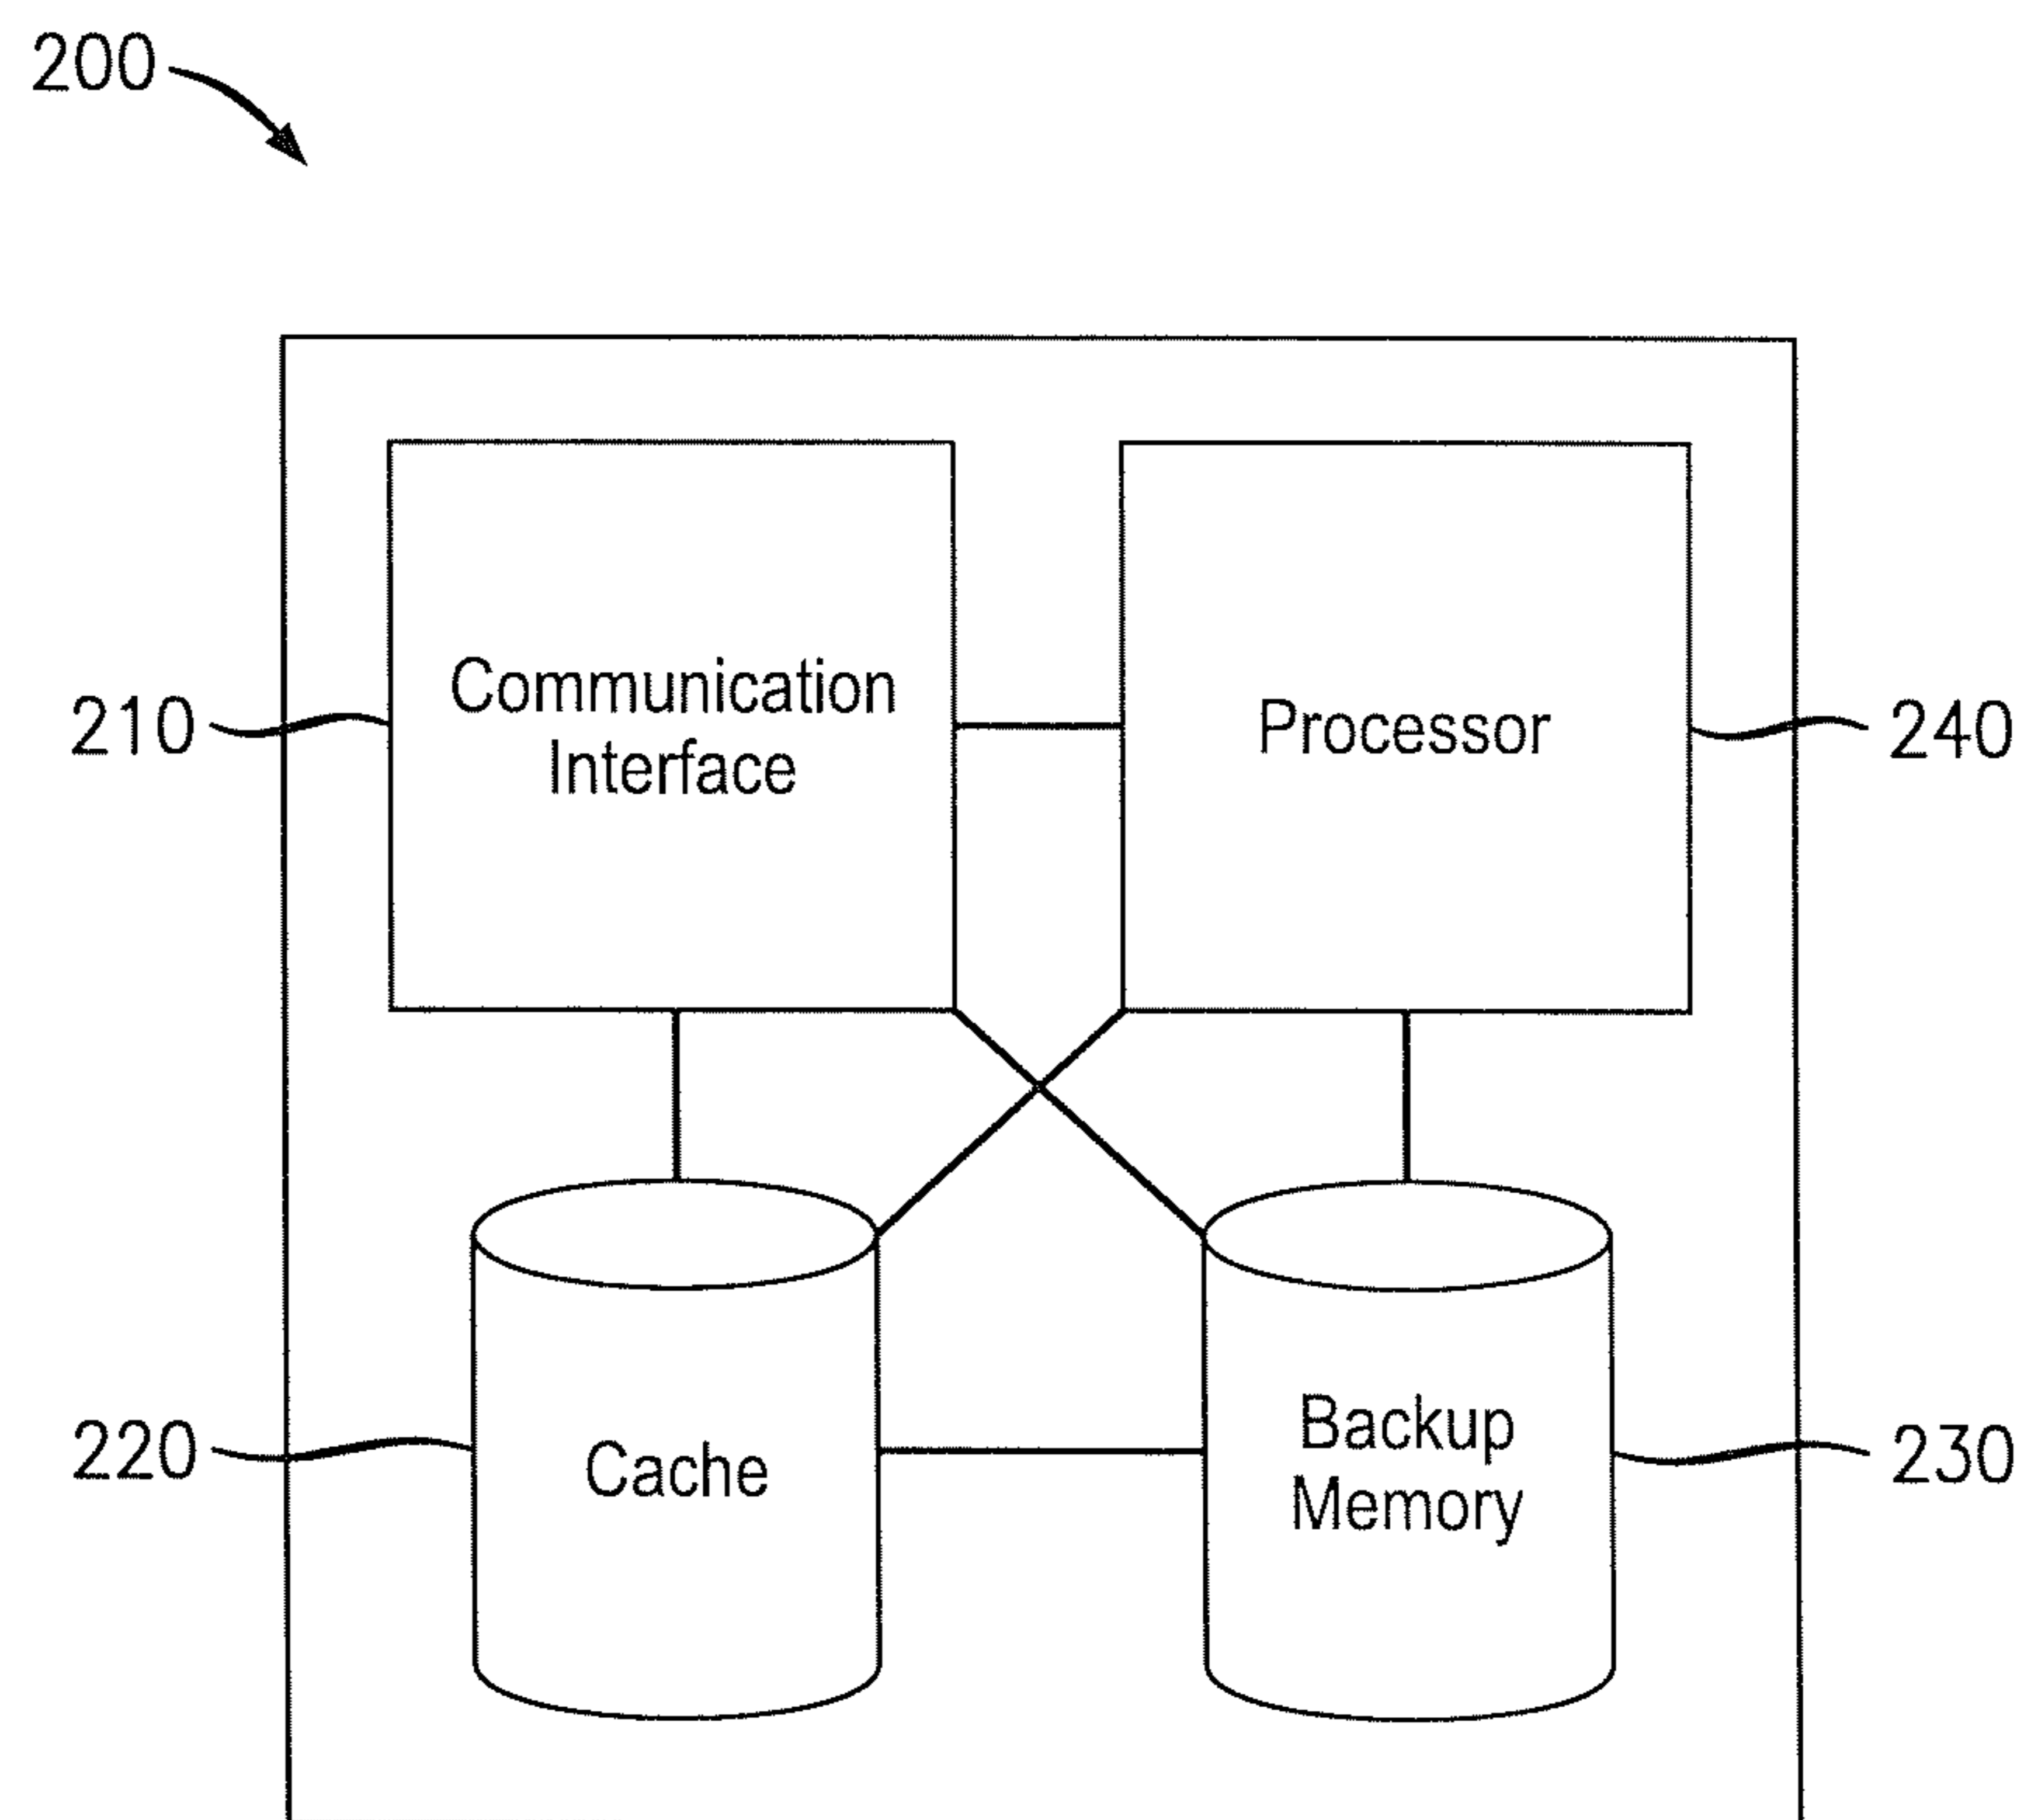 200
Communication
Interface
Processor
210
240
Cache
Backup
Memory
220
230